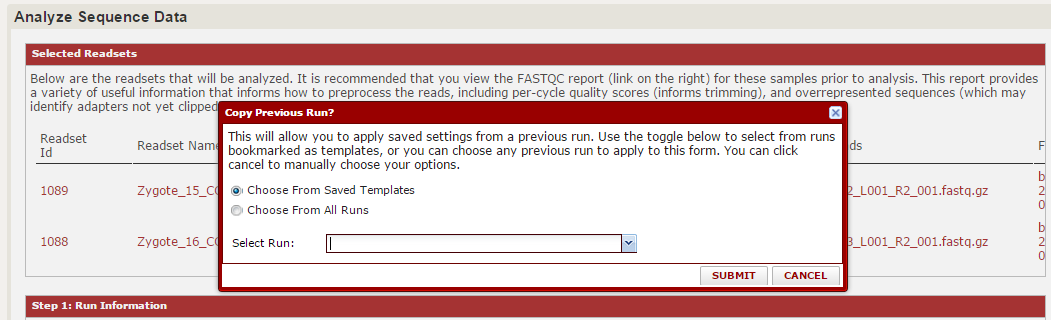 Analyze Sequence Data
Selected Readsets
Below are the readsets that will be analyzed. It is recommended that you view the FASTQC report (link on the right) for these samples prior to analysis. This report provides
a variety of useful information that informs how to preprocess the reads, including per-cycle quality scores (informs trimming), and overrepresented sequences (which may
identify adapters not yet clipped
Copy Previous Run?
This will allow you to apply saved settings from a previous run. Use the toggle below to select from runs
bookmarked as templates, or you can choose any previous run to apply to this form. You can click
cancel to manually choose your options.
Choose From Saved Templates
Choose From All Runs
Select Run:
SUBMIT CANCEL
Readset
Id
Readset Name
ds
F
1089
Zygote_15_CC
2_L001_R2_001.fastq.gz
b
2
0
1088
Zygote_16_CC
3_L001_R2_001.fastq.gz
b
2
0
Step 1: Run Information